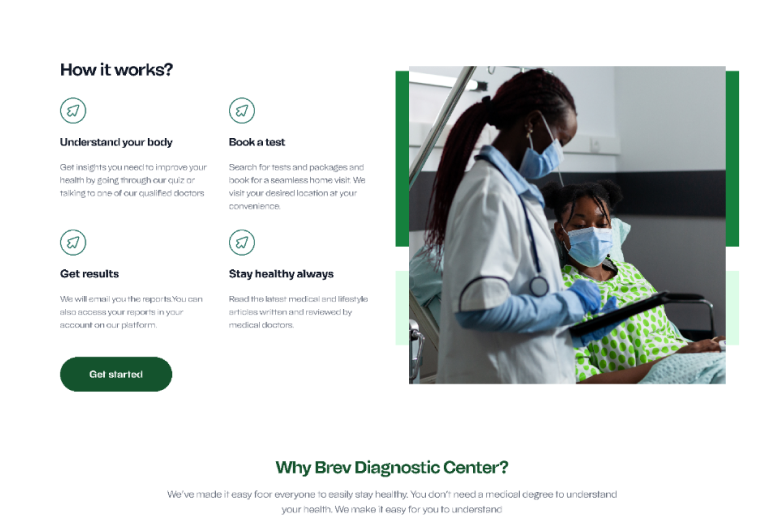 How it works?
Understand your body
Get insights you need to improve your
health by going through our quiz or
talking to one of our qualified doctors
Book a test
Search for tests and packages and
book for a seamless home visit. We
visit your desired location at your
convenience.
Get results
We will email you the reports.You can
also access your reports in your
account on our platform.
Stay healthy always
Read the latest medical and lifestyle
articles written and reviewed by
medical doctors.
Get started
Why Brev Diagnostic Center?
We've made it easy foor everyone to easily stay healthy. You don't need a medical degree to understand
your health. We make it easy for you to understand